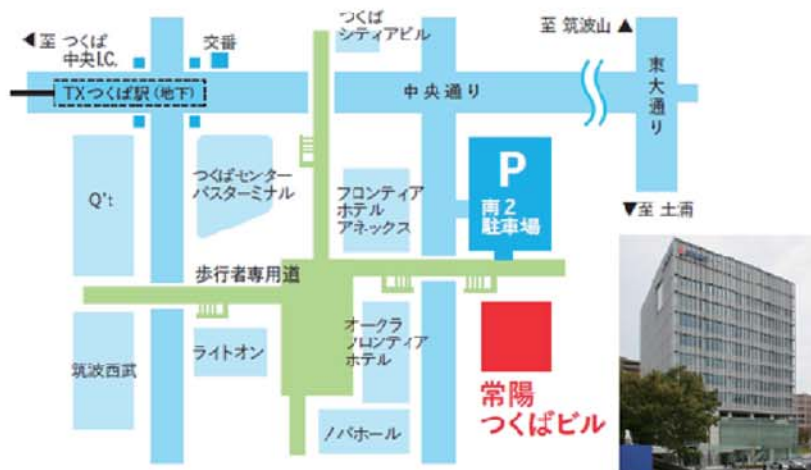 つくば
シティアビル
至 筑波山 ▲
◀至 つくば
中央I.C.
交番
TXつくば駅(地下)
中央通り
東大通り
P
南2
駐車場
Q't
つくばセンター
バスターミナル
フロンティア
ホテル
アネックス
▼至 土浦
歩行者専用道
筑波西武
ライトオン
オークラ
フロンティア
ホテル
常陽
つくばビル
ノバホール